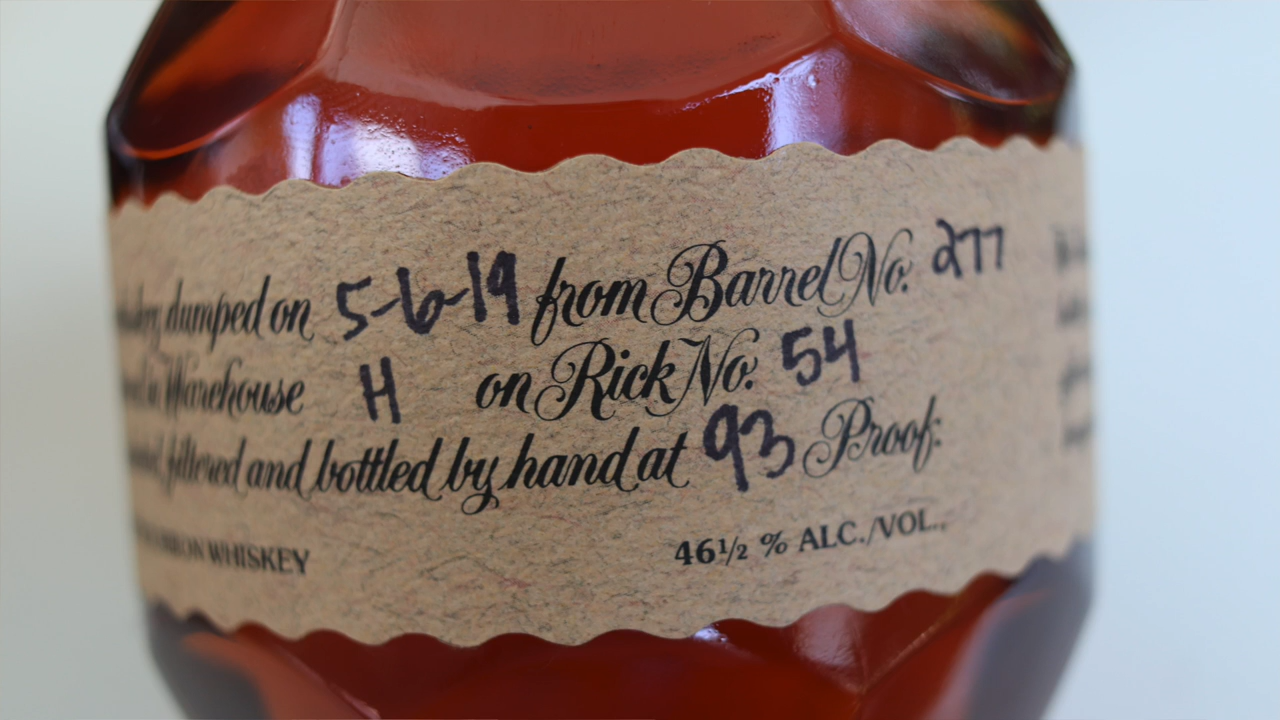 dumped on 5-6-19 from Barrel No. 277
in Warehouse H on Rick No. 54
filtered and bottled by hand at 93 Proof.
WHISKEY 46½ % ALC./VOL.